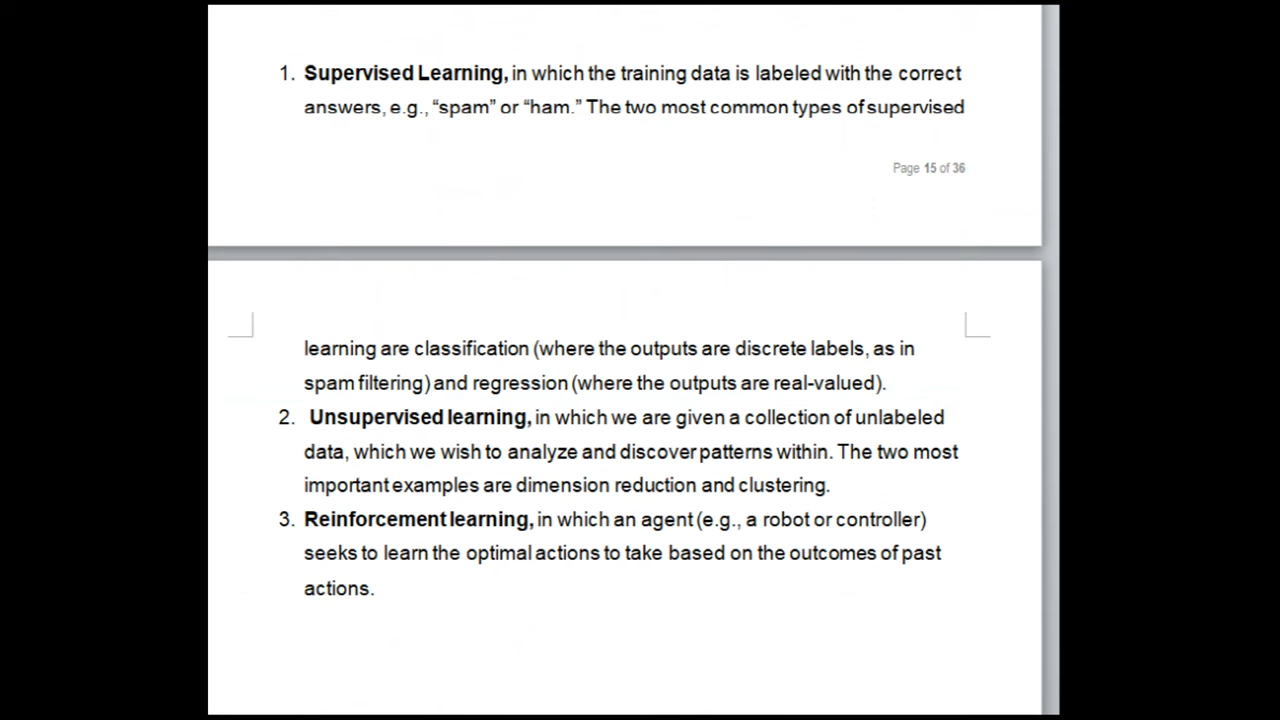 1. Supervised Learning, in which the training data is labeled with the correct
answers, e.g., “spam” or “ham.” The two most common types of supervised
Page 15 of 36
learning are classification (where the outputs are discrete labels, as in
spam filtering) and regression (where the outputs are real-valued).
2. Unsupervised learning, in which we are given a collection of unlabeled
data, which we wish to analyze and discover patterns within. The two most
important examples are dimension reduction and clustering.
3. Reinforcement learning, in which an agent (e.g., a robot or controller)
seeks to learn the optimal actions to take based on the outcomes of past
actions.